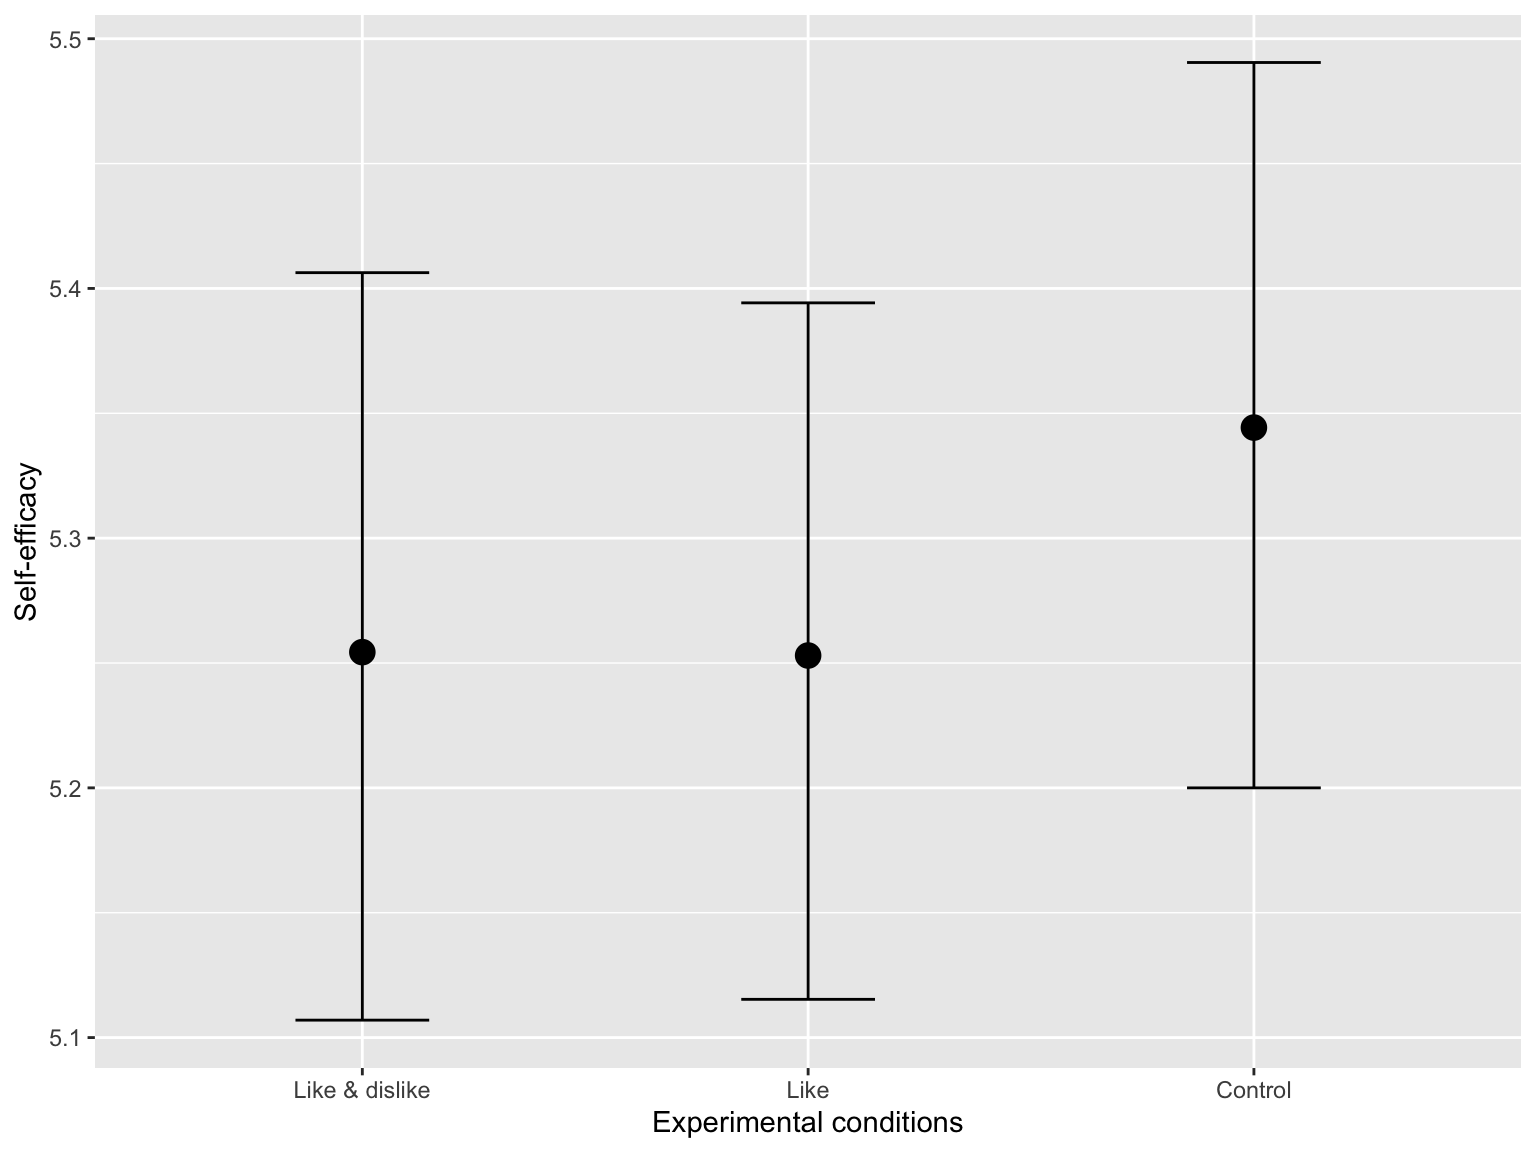 5.5
5.4
5.3
5.2
5.1
Self-efficacy
Like & dislike
Like
Control
Experimental conditions